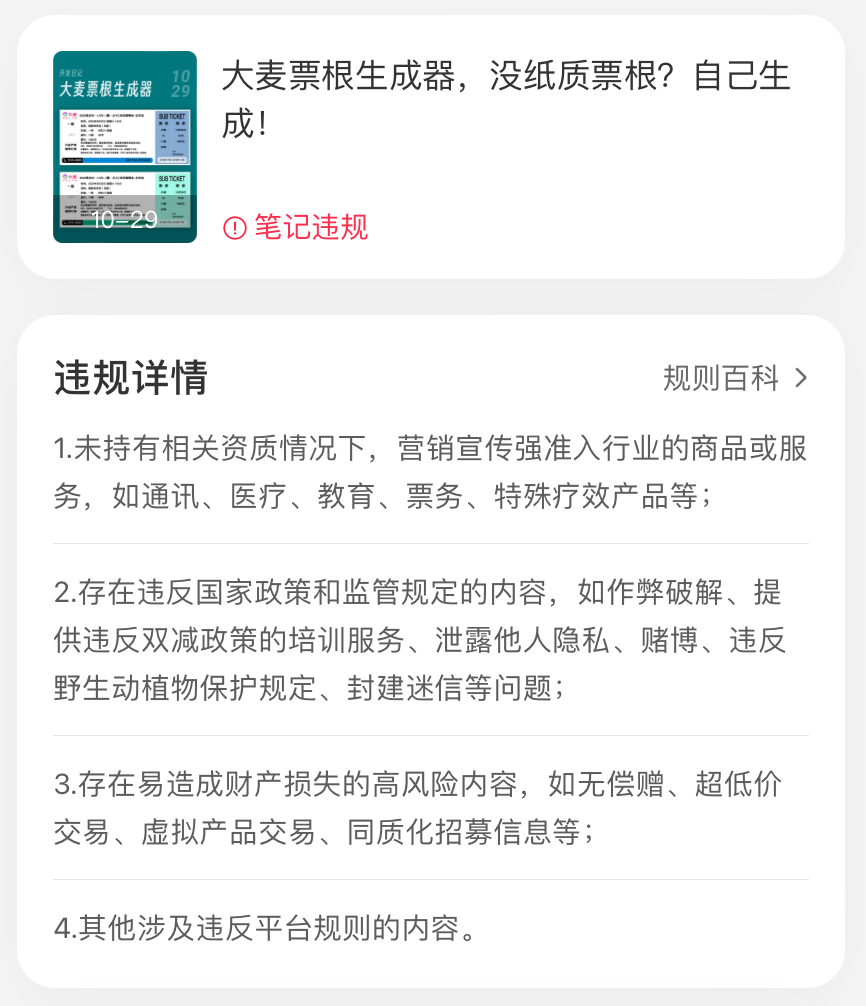 开发日记
10
29
大麦票根生成器
SUB TICKET
SUB TICKET
10-29
大麦票根生成器，没纸质票根？自己生
成！
笔记违规
违规详情
规则百科
1.未持有相关资质情况下，营销宣传强准入行业的商品或服
务，如通讯、医疗、教育、票务、特殊疗效产品等；
2.存在违反国家政策和监管规定的内容，如作弊破解、提
供违反双减政策的培训服务、泄露他人隐私、赌博、违反
野生动植物保护规定、封建迷信等问题；
3.存在易造成财产损失的高风险内容，如无偿赠、超低价
交易、虚拟产品交易、同质化招募信息等；
4.其他涉及违反平台规则的内容。